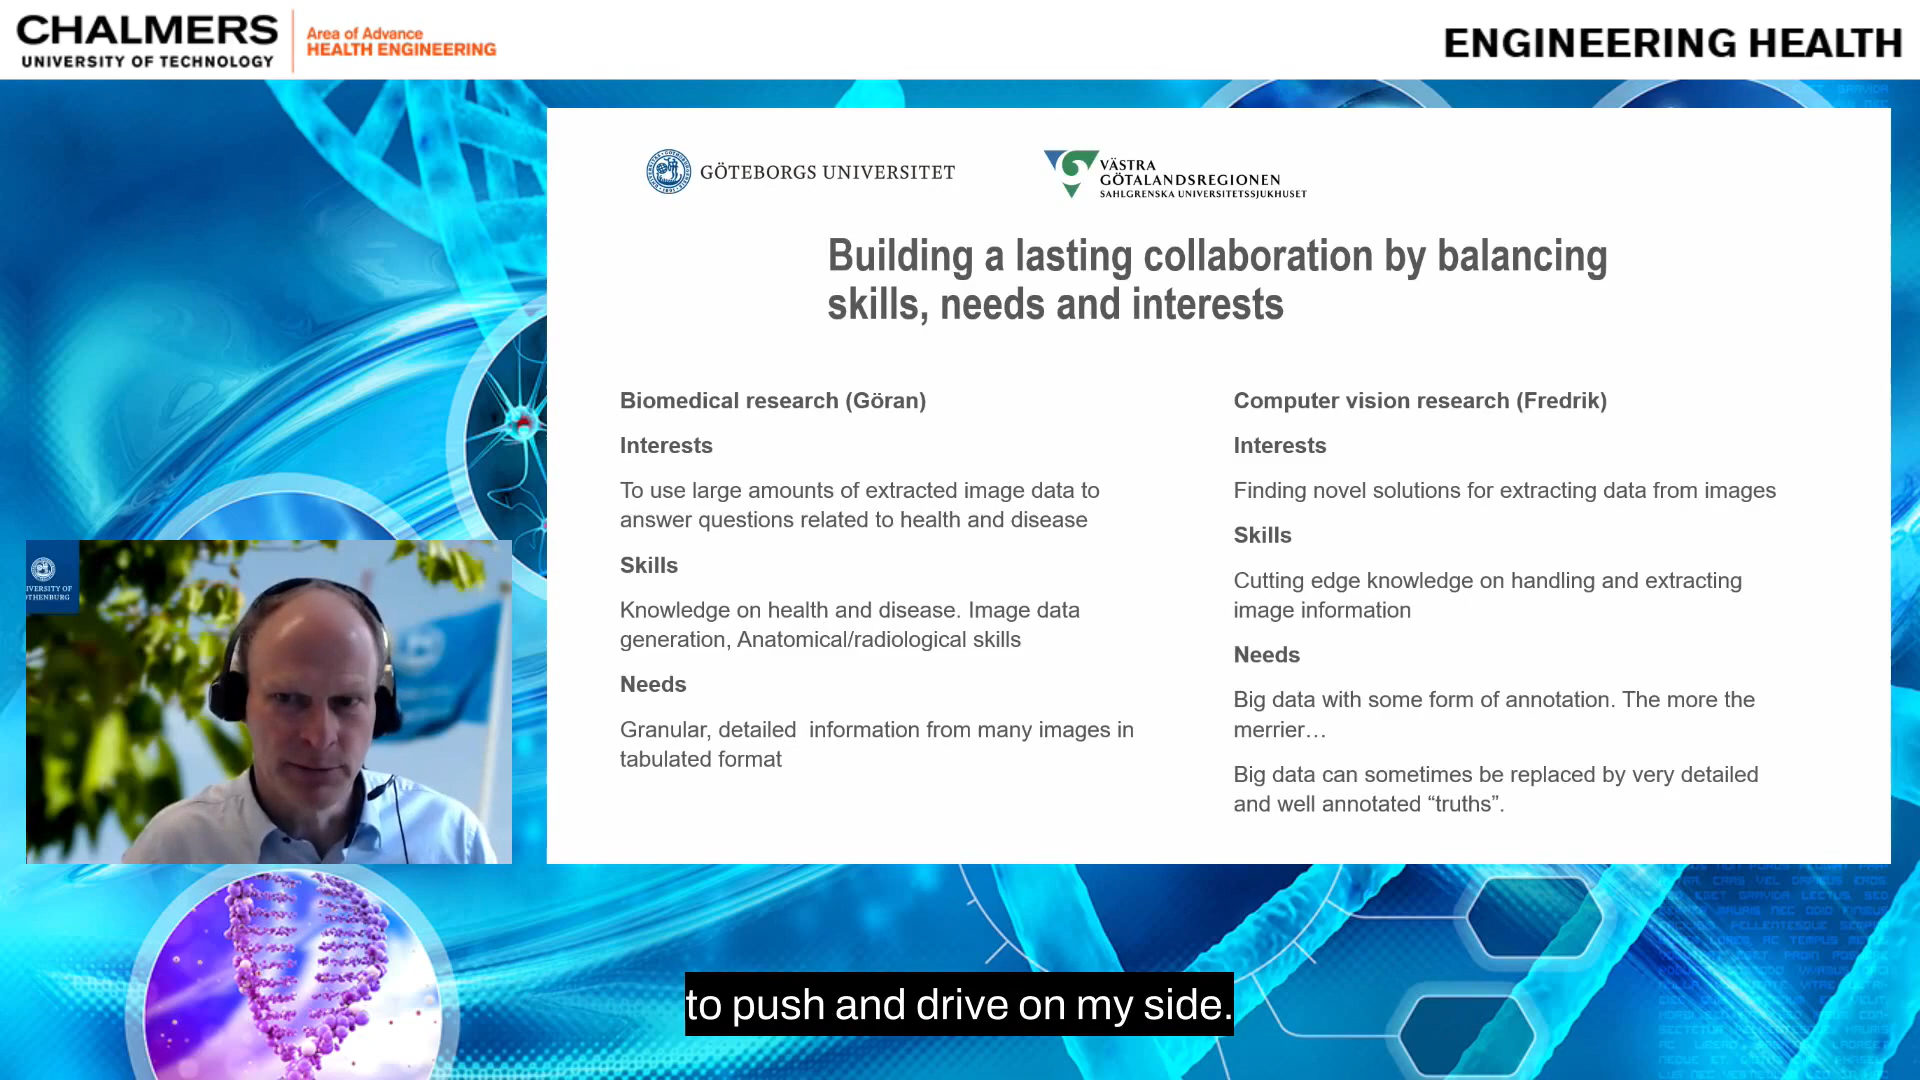 CHALMERS
UNIVERSITY OF TECHNOLOGY
Area of Advance
HEALTH ENGINEERING
ENGINEERING HEALTH
GÖTEBORGS UNIVERSITET
VÄSTRA
GÖTALANDSREGIONEN
SAHLGRENSKA UNIVERSITETSSJUKHUSET
Building a lasting collaboration by balancing
skills, needs and interests
Biomedical research (Göran)
Interests
To use large amounts of extracted image data to
answer questions related to health and disease
Skills
Knowledge on health and disease. Image data
generation, Anatomical/radiological skills
Needs
Granular, detailed  information from many images in
tabulated format
Computer vision research (Fredrik)
Interests
Finding novel solutions for extracting data from images
Skills
Cutting edge knowledge on handling and extracting
image information
Needs
Big data with some form of annotation. The more the
merrier…
Big data can sometimes be replaced by very detailed
and well annotated “truths”.
to push and drive on my side.